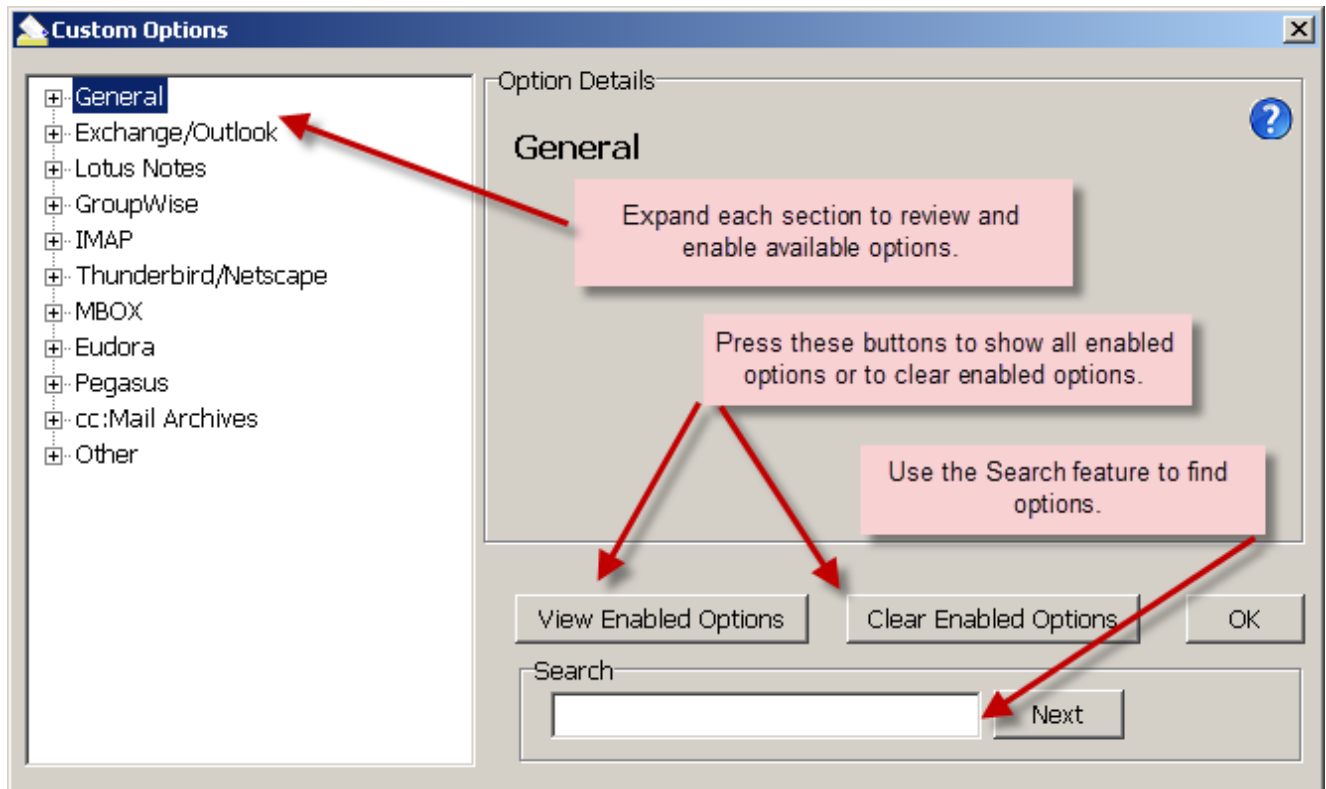 Custom Options
General
Exchange/Outlook
Lotus Notes
GroupWise
IMAP
Thunderbird/Netscape
MBOX
Eudora
Pegasus
cc:Mail Archives
Other
Option Details
General
?
Expand each section to review and
enable available options.
Press these buttons to show all enabled
options or to clear enabled options.
Use the Search feature to find
options.
View Enabled Options
Clear Enabled Options
OK
Search
Next